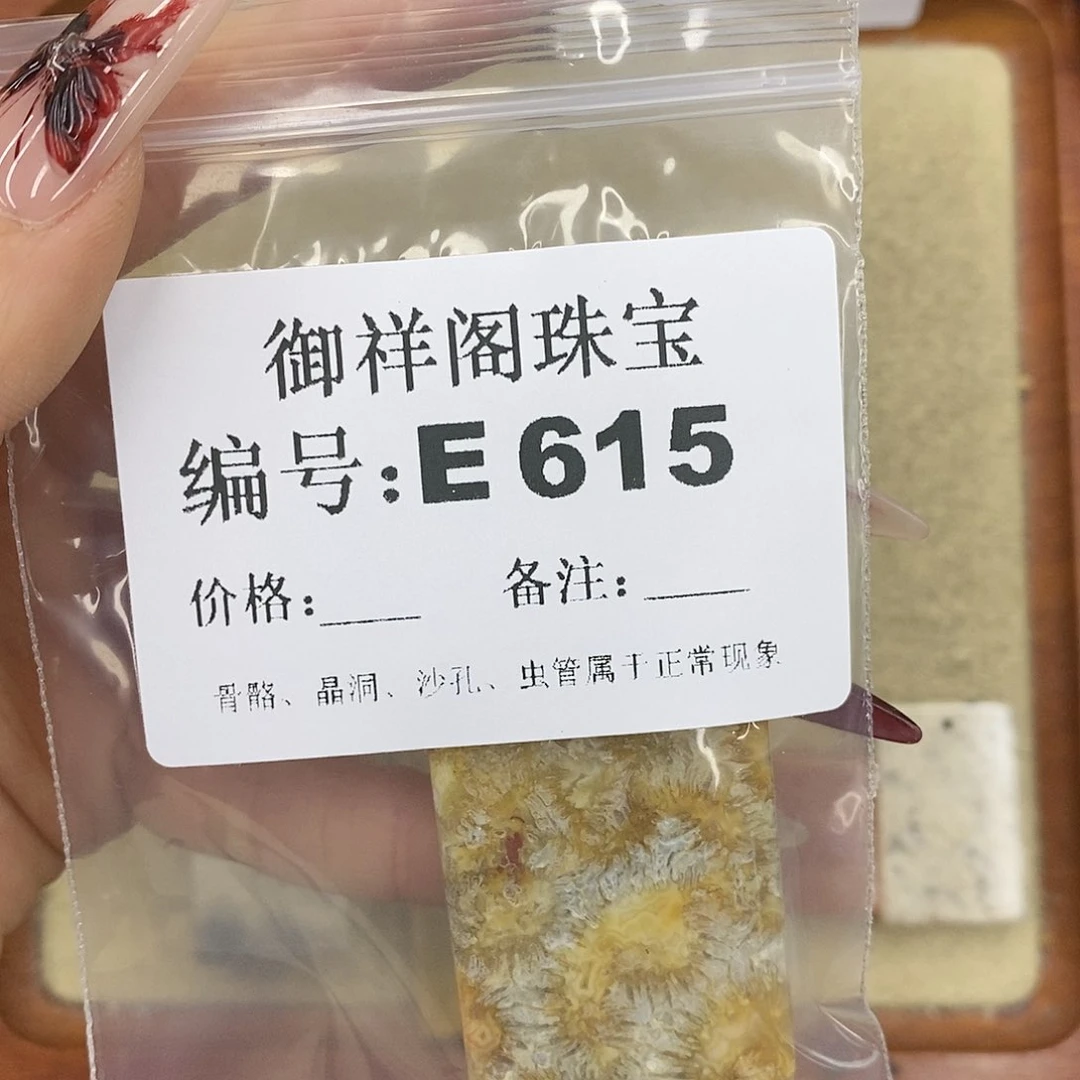 御祥阁珠宝
编号:E615
价格:____ 备注:____
骨骼、晶洞、沙孔、虫管属于正常现象